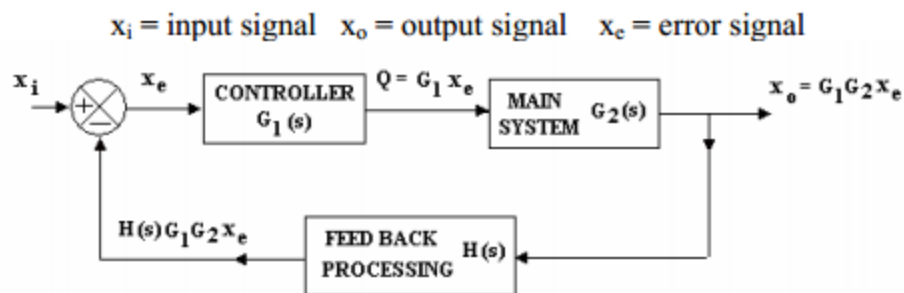 xi = input signal xo = output signal xe = error signal
xi
xe
CONTROLLER
G1(s)
Q = G1 xe
MAIN
SYSTEM G2(s)
xo = G1G2xe
H(s)G1G2xe
FEED BACK
PROCESSING H(s)